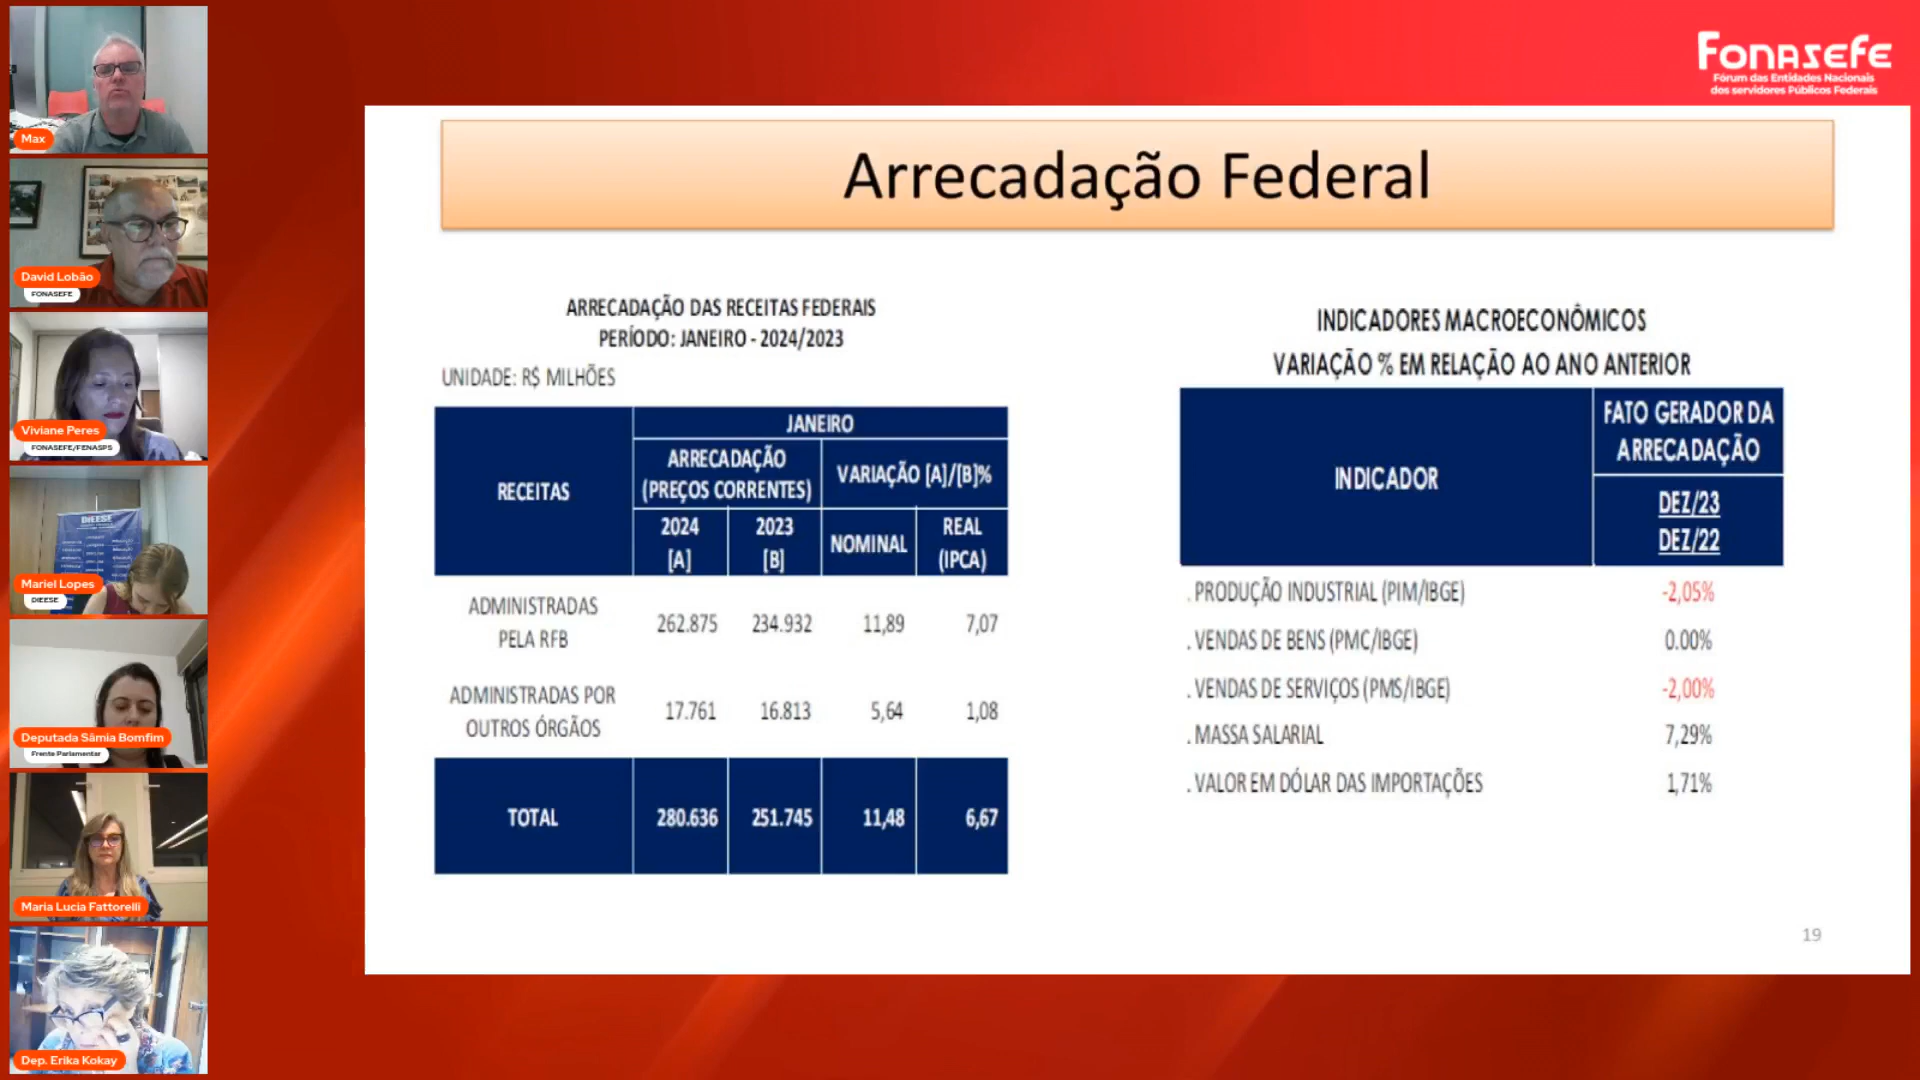 Fonasefe
Fórum das Entidades Nacionais
dos servidores Públicos Federais
Max
David Lobão
FONASEFE
Viviane Peres
FONASEFE/FENASPS
DIEESE
Mariel Lopes
DIEESE
Deputada Sâmia Bomfim
Frente Parlamentar
Maria Lucia Fattorelli
Dep. Erika Kokay
Arrecadação Federal
ARRECADAÇÃO DAS RECEITAS FEDERAIS
PERÍODO: JANEIRO - 2024/2023
UNIDADE: R$ MILHÕES
RECEITAS
JANEIRO
ARRECADAÇÃO
(PREÇOS CORRENTES)
VARIAÇÃO [A]/[B]%
2024
[A]
2023
[B]
NOMINAL
REAL
(IPCA)
ADMINISTRADAS
PELA RFB
262.875 234.932 11,89 7,07
ADMINISTRADAS POR
OUTROS ÓRGÃOS
17.761 16.813 5,64 1,08
TOTAL 280.636 251.745 11,48 6,67
INDICADORES MACROECONÔMICOS
VARIAÇÃO % EM RELAÇÃO AO ANO ANTERIOR
INDICADOR
FATO GERADOR DA
ARRECADAÇÃO
DEZ/23
DEZ/22
. PRODUÇÃO INDUSTRIAL (PIM/IBGE) -2,05%
. VENDAS DE BENS (PMC/IBGE) 0.00%
. VENDAS DE SERVIÇOS (PMS/IBGE) -2,00%
. MASSA SALARIAL 7,29%
. VALOR EM DÓLAR DAS IMPORTAÇÕES 1,71%
19